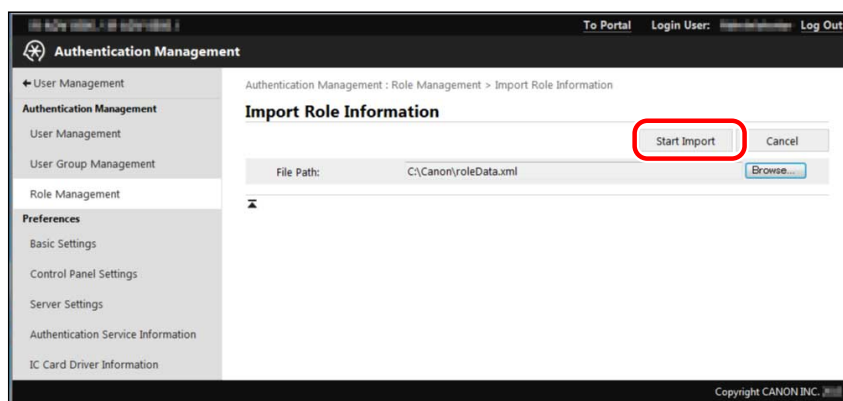 To Portal Login User: Log Out
Authentication Management
User Management
Authentication Management
User Management
User Group Management
Role Management
Preferences
Basic Settings
Control Panel Settings
Server Settings
Authentication Service Information
IC Card Driver Information
Authentication Management : Role Management > Import Role Information
Import Role Information
Start Import Cancel
File Path: C:\Canon\roleData.xml Browse...
Copyright CANON INC.